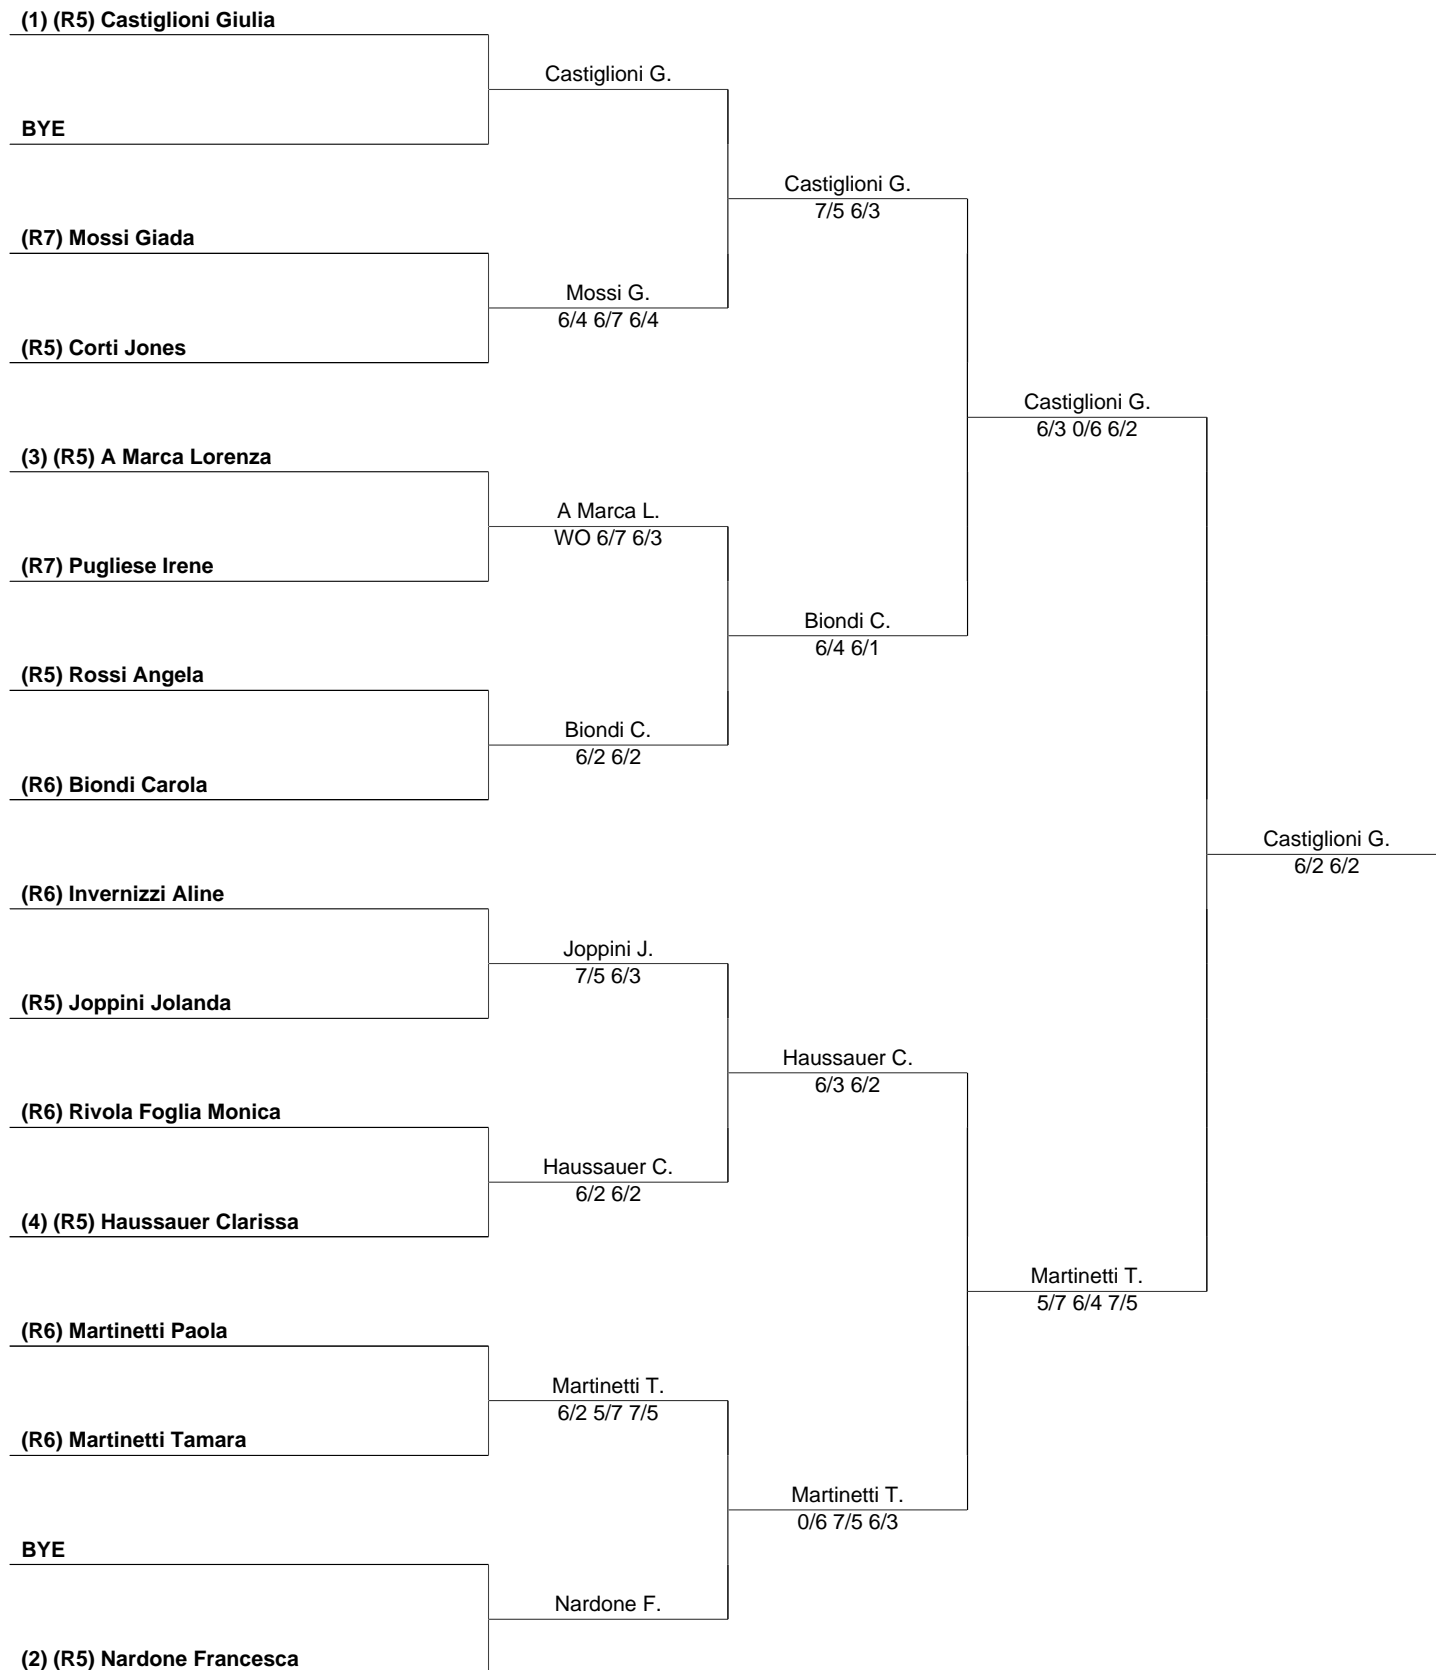 (1) (R5) Castiglioni Giulia
Castiglioni G.
BYE
Castiglioni G.
7/5 6/3
(R7) Mossi Giada
Mossi G.
6/4 6/7 6/4
(R5) Corti Jones
Castiglioni G.
6/3 0/6 6/2
(3) (R5) A Marca Lorenza
A Marca L.
WO 6/7 6/3
(R7) Pugliese Irene
Biondi C.
6/4 6/1
(R5) Rossi Angela
Biondi C.
6/2 6/2
(R6) Biondi Carola
Castiglioni G.
6/2 6/2
(R6) Invernizzi Aline
Joppini J.
7/5 6/3
(R5) Joppini Jolanda
Haussauer C.
6/3 6/2
(R6) Rivola Foglia Monica
Haussauer C.
6/2 6/2
(4) (R5) Haussauer Clarissa
Martinetti T.
5/7 6/4 7/5
(R6) Martinetti Paola
Martinetti T.
6/2 5/7 7/5
(R6) Martinetti Tamara
Martinetti T.
0/6 7/5 6/3
BYE
Nardone F.
(2) (R5) Nardone Francesca